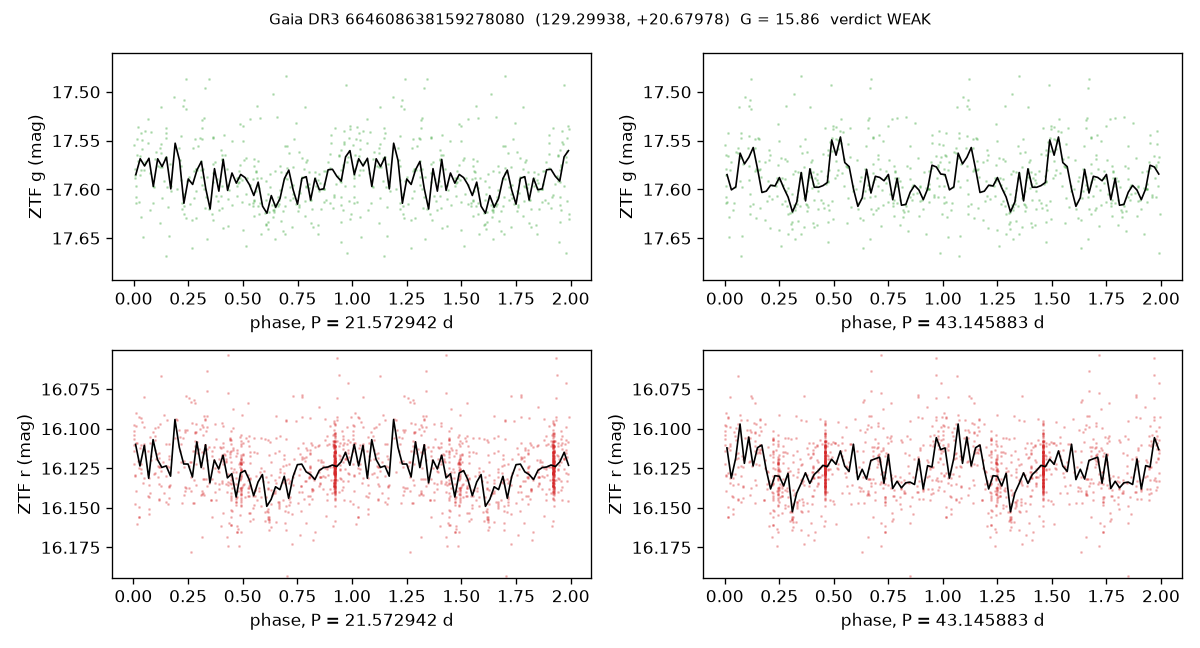 Gaia DR3 664608638159278080  (129.29938, +20.67978)  G = 15.86  verdict WEAK
ZTF g (mag)
17.50
17.55
17.60
17.65
0.00 0.25 0.50 0.75 1.00 1.25 1.50 1.75 2.00
phase, P = 21.572942 d
ZTF g (mag)
17.50
17.55
17.60
17.65
0.00 0.25 0.50 0.75 1.00 1.25 1.50 1.75 2.00
phase, P = 43.145883 d
ZTF r (mag)
16.075
16.100
16.125
16.150
16.175
0.00 0.25 0.50 0.75 1.00 1.25 1.50 1.75 2.00
phase, P = 21.572942 d
ZTF r (mag)
16.075
16.100
16.125
16.150
16.175
0.00 0.25 0.50 0.75 1.00 1.25 1.50 1.75 2.00
phase, P = 43.145883 d